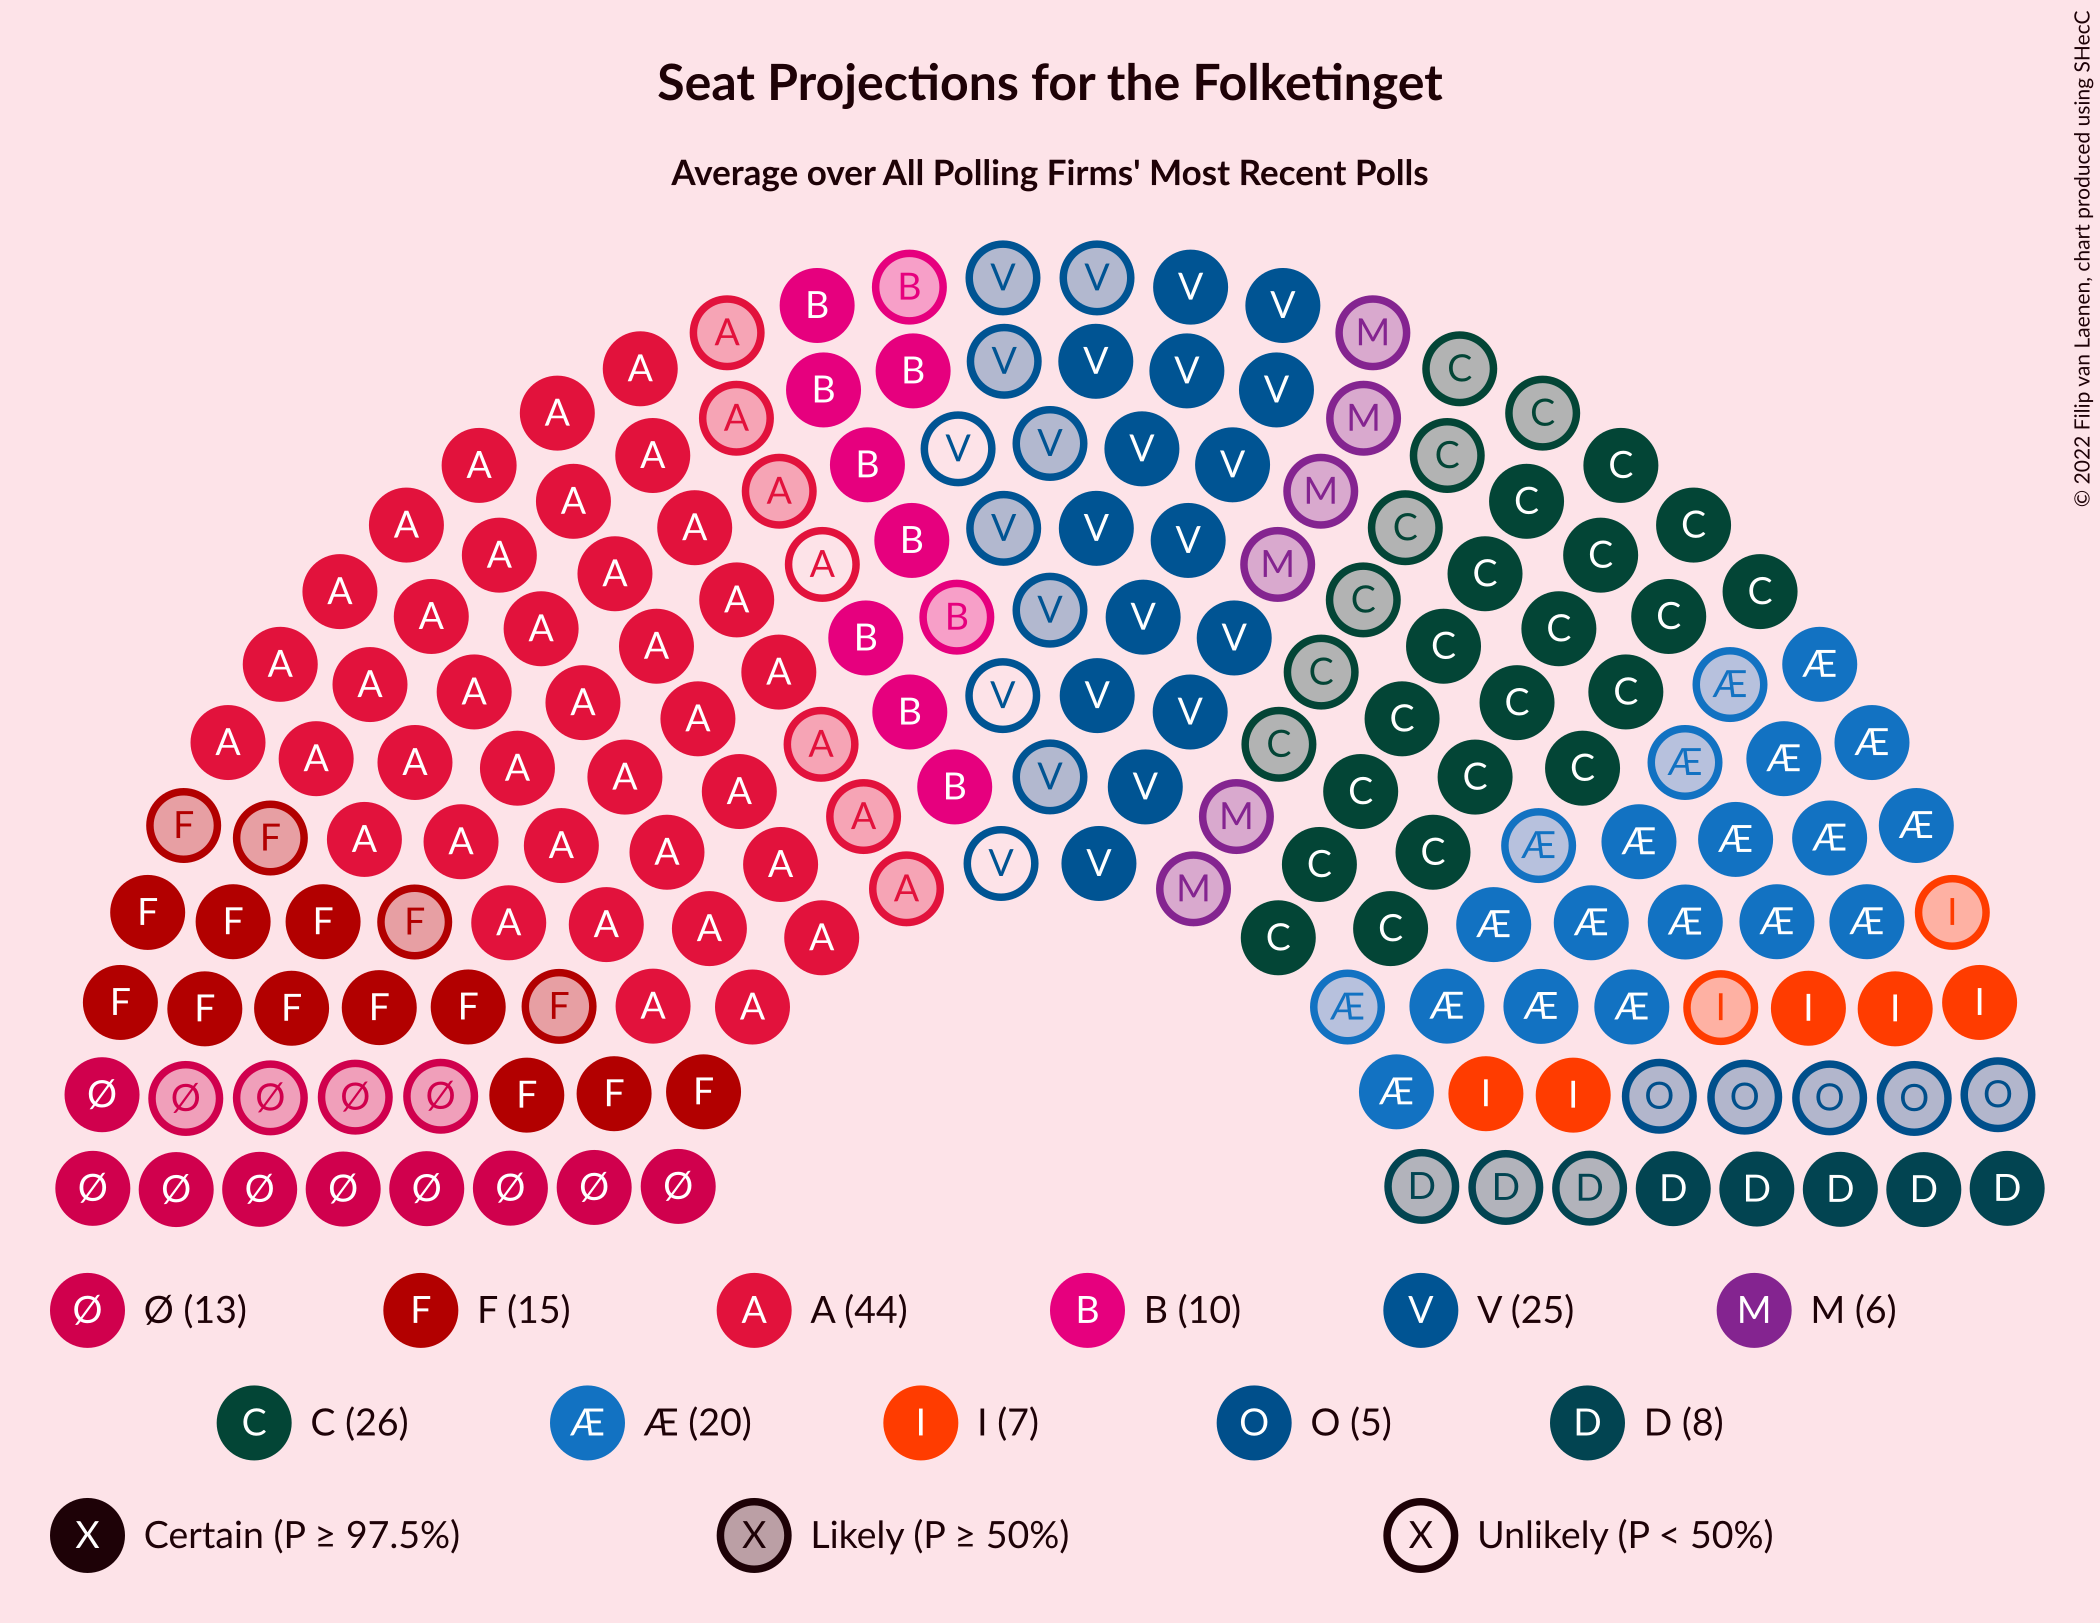 Seat Projections for the Folketinget
Average over All Polling Firms' Most Recent Polls
© 2022 Filip van Laenen, chart produced using SHecC
B B V V V V
A A B B V V V V M C
A A A A B V V V V M C C C
A A A A B V V V M C C C
A A A A A A B V V M C C C C C
A A A A A A B V V V C C C C Æ Æ
A A A A A A A A A B B V V V C C C C C C Æ Æ Æ
F F A A A A A A V V M C C Æ Æ Æ Æ Æ
F F F F A A A A A M C C Æ Æ Æ Æ Æ I
F F F F F F A A Æ Æ Æ Æ I I I I
Ø Ø Ø Ø Ø F F F Æ I I O O O O O
Ø Ø Ø Ø Ø Ø Ø Ø D D D D D D D D
Ø Ø (13) F F (15) A A (44) B B (10) V V (25) M M (6)
C C (26) Æ Æ (20) I I (7) O O (5) D D (8)
X Certain (P ≥ 97.5%) X Likely (P ≥ 50%) X Unlikely (P < 50%)